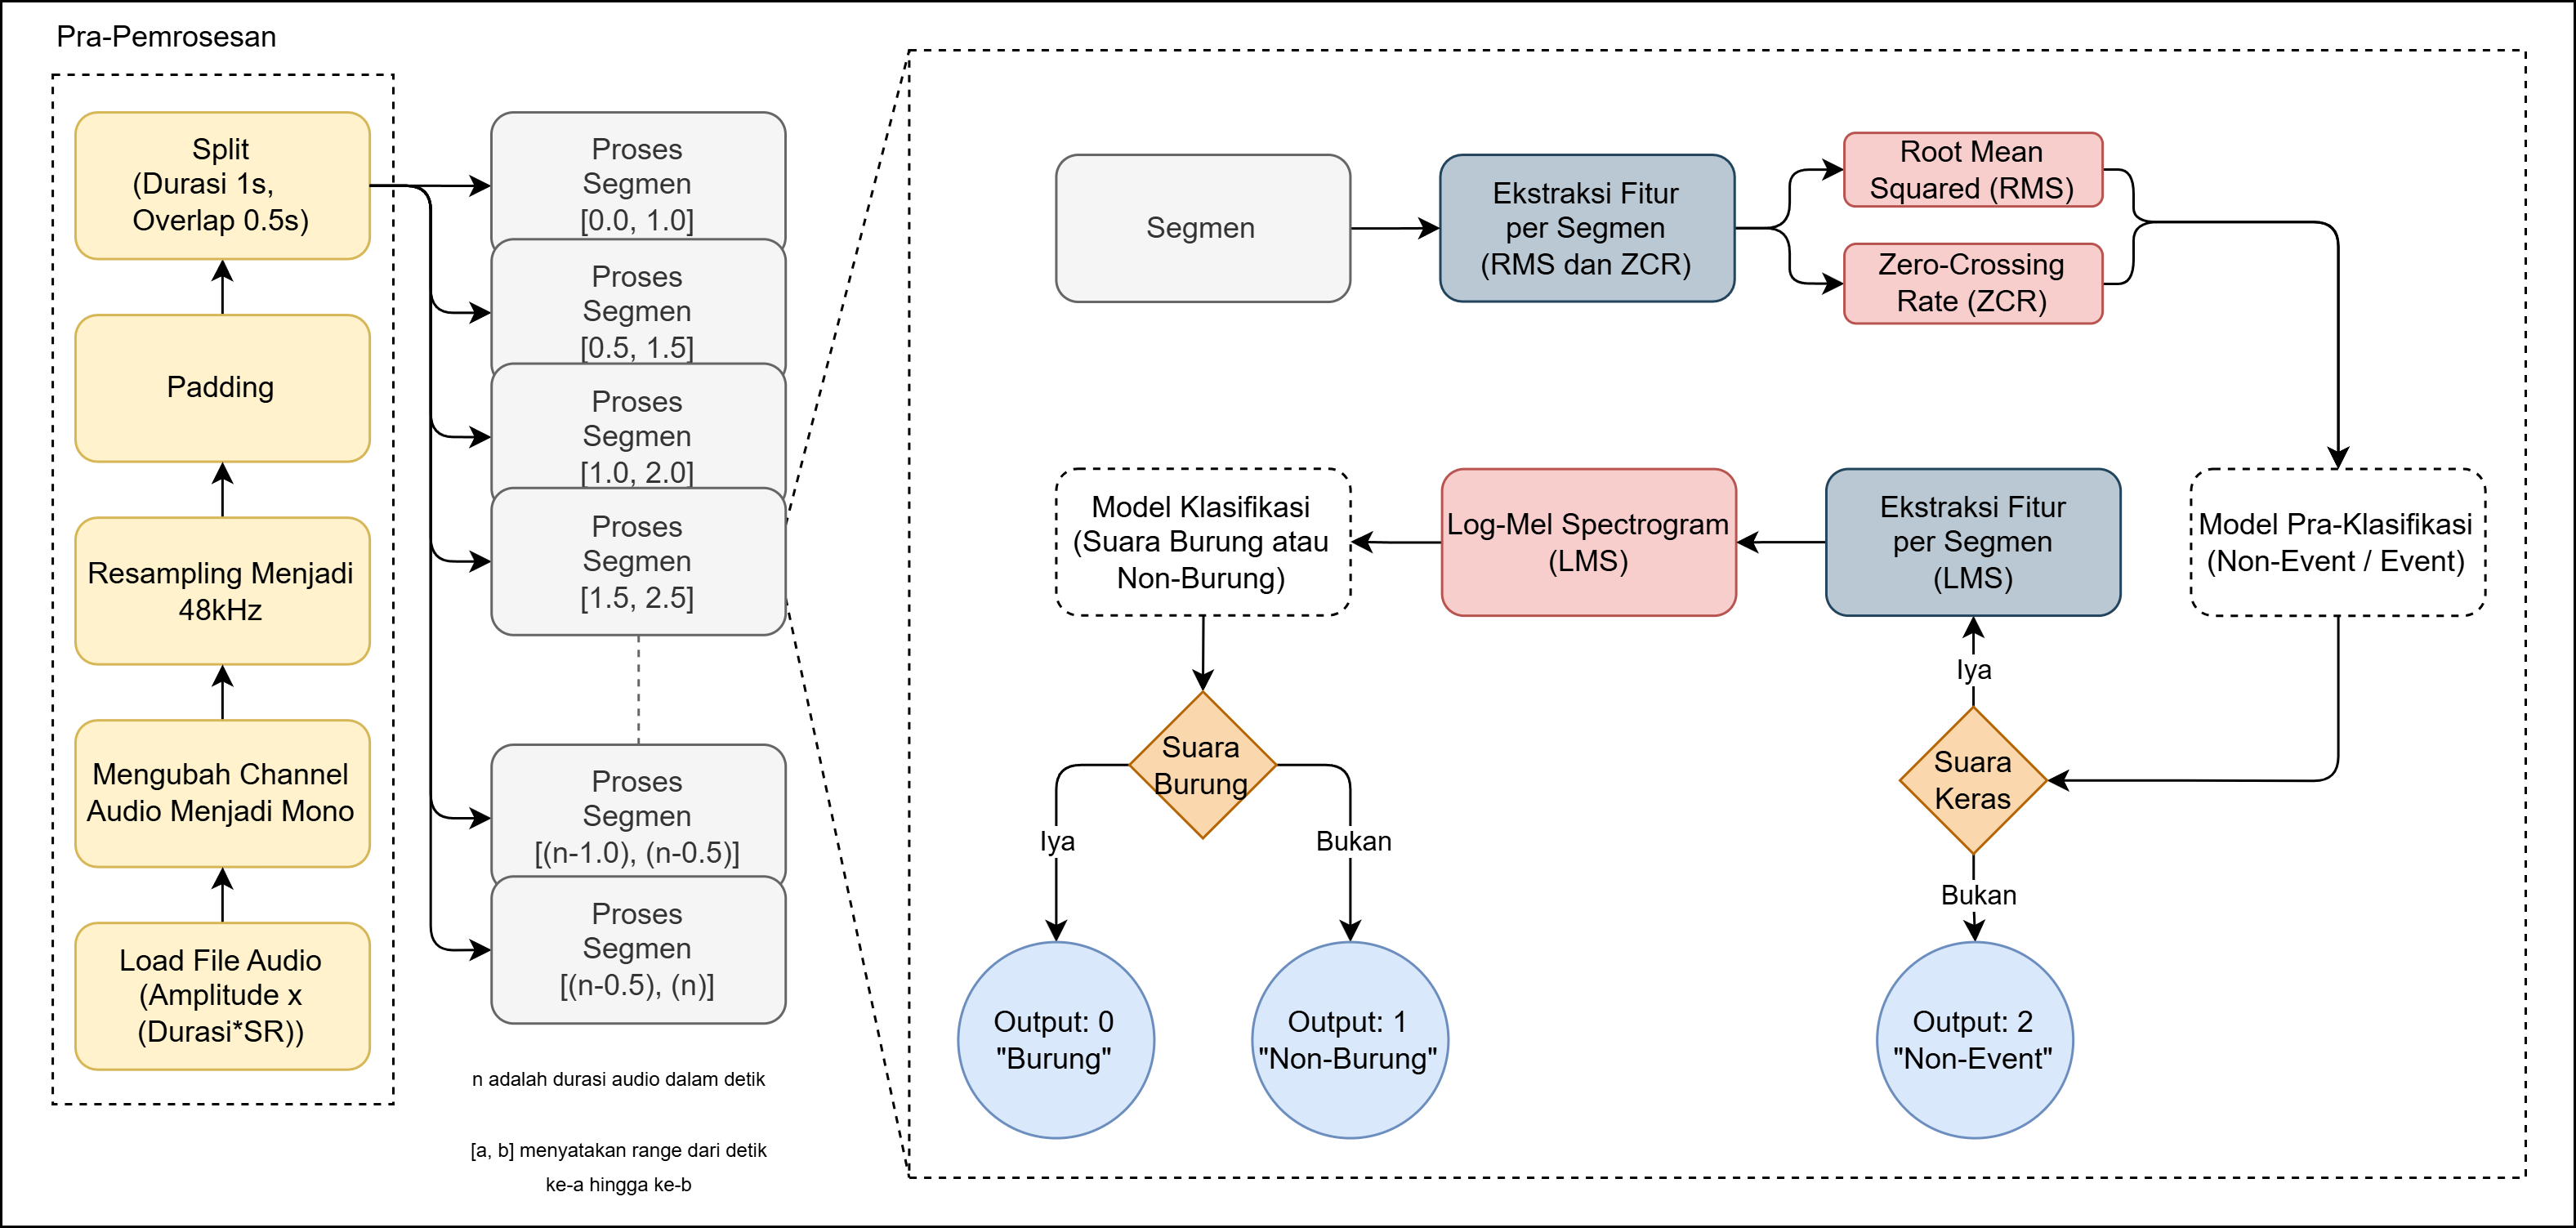 Pra-Pemrosesan
Split
(Durasi 1s,
Overlap 0.5s)
Padding
Resampling Menjadi
48kHz
Mengubah Channel
Audio Menjadi Mono
Load File Audio
(Amplitude x
(Durasi*SR))
Proses
Segmen
[0.0, 1.0]
Proses
Segmen
[0.5, 1.5]
Proses
Segmen
[1.0, 2.0]
Proses
Segmen
[1.5, 2.5]
Proses
Segmen
[(n-1.0), (n-0.5)]
Proses
Segmen
[(n-0.5), (n)]
n adalah durasi audio dalam detik
[a, b] menyatakan range dari detik
ke-a hingga ke-b
Segmen
Ekstraksi Fitur
per Segmen
(RMS dan ZCR)
Root Mean
Squared (RMS)
Zero-Crossing
Rate (ZCR)
Model Pra-Klasifikasi
(Non-Event / Event)
Ekstraksi Fitur
per Segmen
(LMS)
Log-Mel Spectrogram
(LMS)
Model Klasifikasi
(Suara Burung atau
Non-Burung)
Iya
Suara
Keras
Bukan
Suara
Burung
Iya
Bukan
Output: 0
"Burung"
Output: 1
"Non-Burung"
Output: 2
"Non-Event"